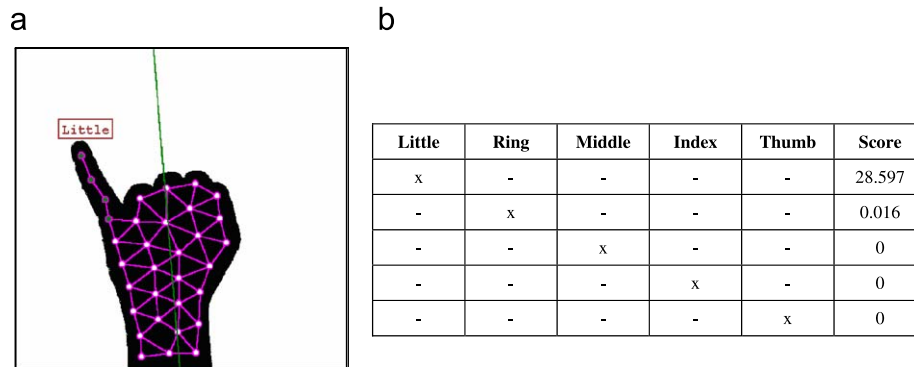 a
b
Little
Little Ring Middle Index Thumb Score
x - - - - 28.597
- x - - - 0.016
- - x - - 0
- - - x - 0
- - - - x 0